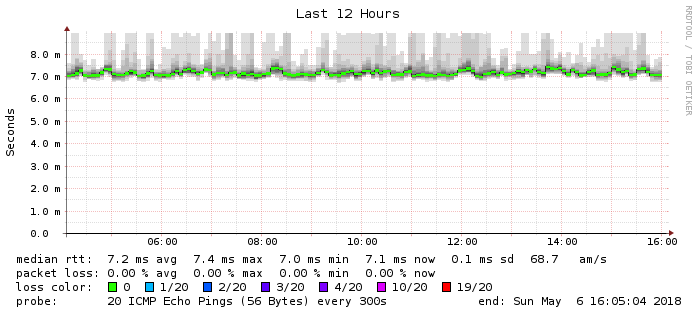 Last 12 Hours
RRDTOOL / TOBI OETIKER
Seconds
8.0 m
7.0 m
6.0 m
5.0 m
4.0 m
3.0 m
2.0 m
1.0 m
0.0
06:00 08:00 10:00 12:00 14:00 16:00
median rtt: 7.2 ms avg 7.4 ms max 7.0 ms min 7.1 ms now 0.1 ms sd 68.7 am/s
packet loss: 0.00 % avg 0.00 % max 0.00 % min 0.00 % now
loss color: 0 1/20 2/20 3/20 4/20 10/20 19/20
probe: 20 ICMP Echo Pings (56 Bytes) every 300s end: Sun May 6 16:05:04 2018